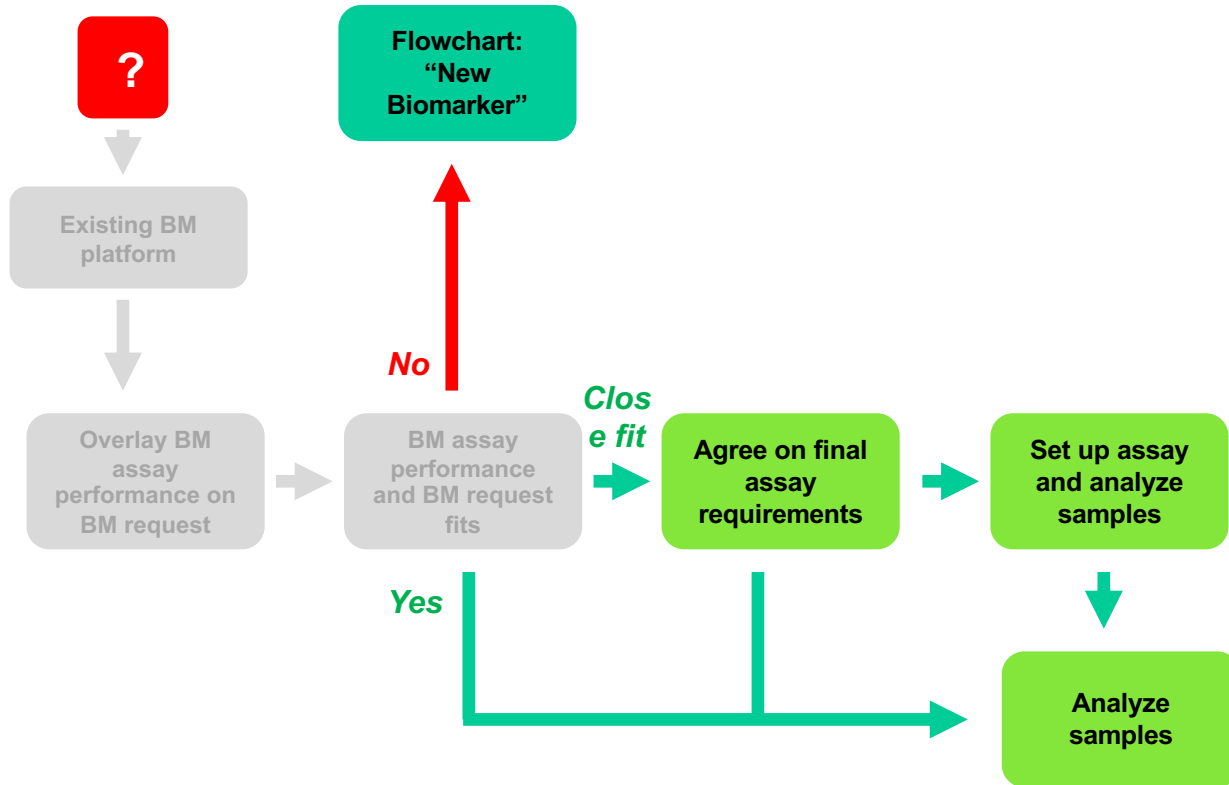 ?
Flowchart:
“New
Biomarker”
Existing BM
platform
No
Clos
e fit
Overlay BM
assay
performance on
BM request
BM assay
performance
and BM request
fits
Agree on final
assay
requirements
Set up assay
and analyze
samples
Yes
Analyze
samples